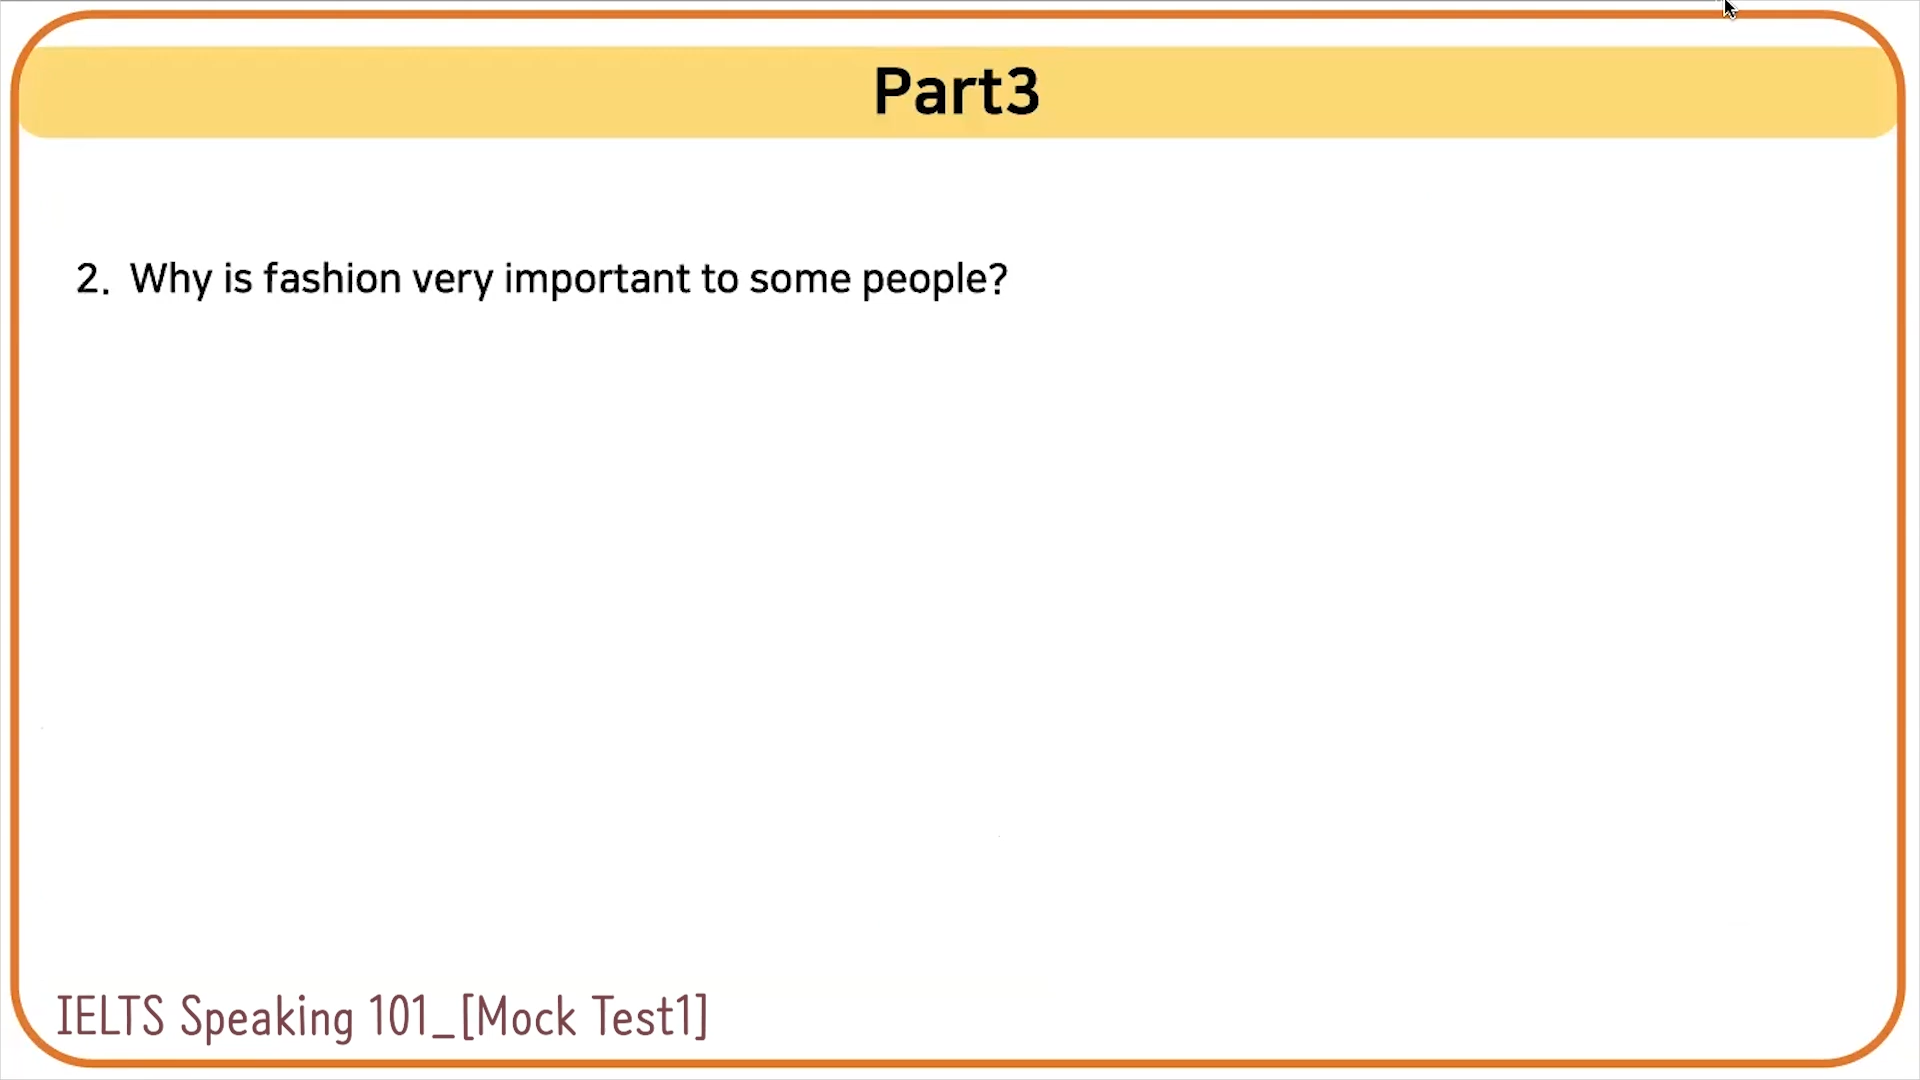 Part3
2. Why is fashion very important to some people?
IELTS Speaking 101_[Mock Test1]